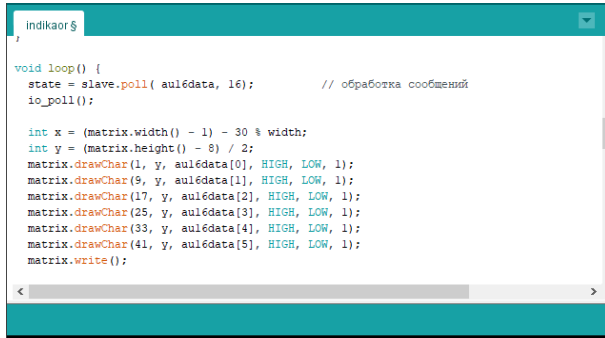 indikaor §
}
void loop() {
  state = slave.poll( au16data, 16);          // обработка сообщений
  io_poll();
  int x = (matrix.width() - 1) - 30 % width;
  int y = (matrix.height() - 8) / 2;
  matrix.drawChar(1, y, au16data[0], HIGH, LOW, 1);
  matrix.drawChar(9, y, au16data[1], HIGH, LOW, 1);
  matrix.drawChar(17, y, au16data[2], HIGH, LOW, 1);
  matrix.drawChar(25, y, au16data[3], HIGH, LOW, 1);
  matrix.drawChar(33, y, au16data[4], HIGH, LOW, 1);
  matrix.drawChar(41, y, au16data[5], HIGH, LOW, 1);
  matrix.write();